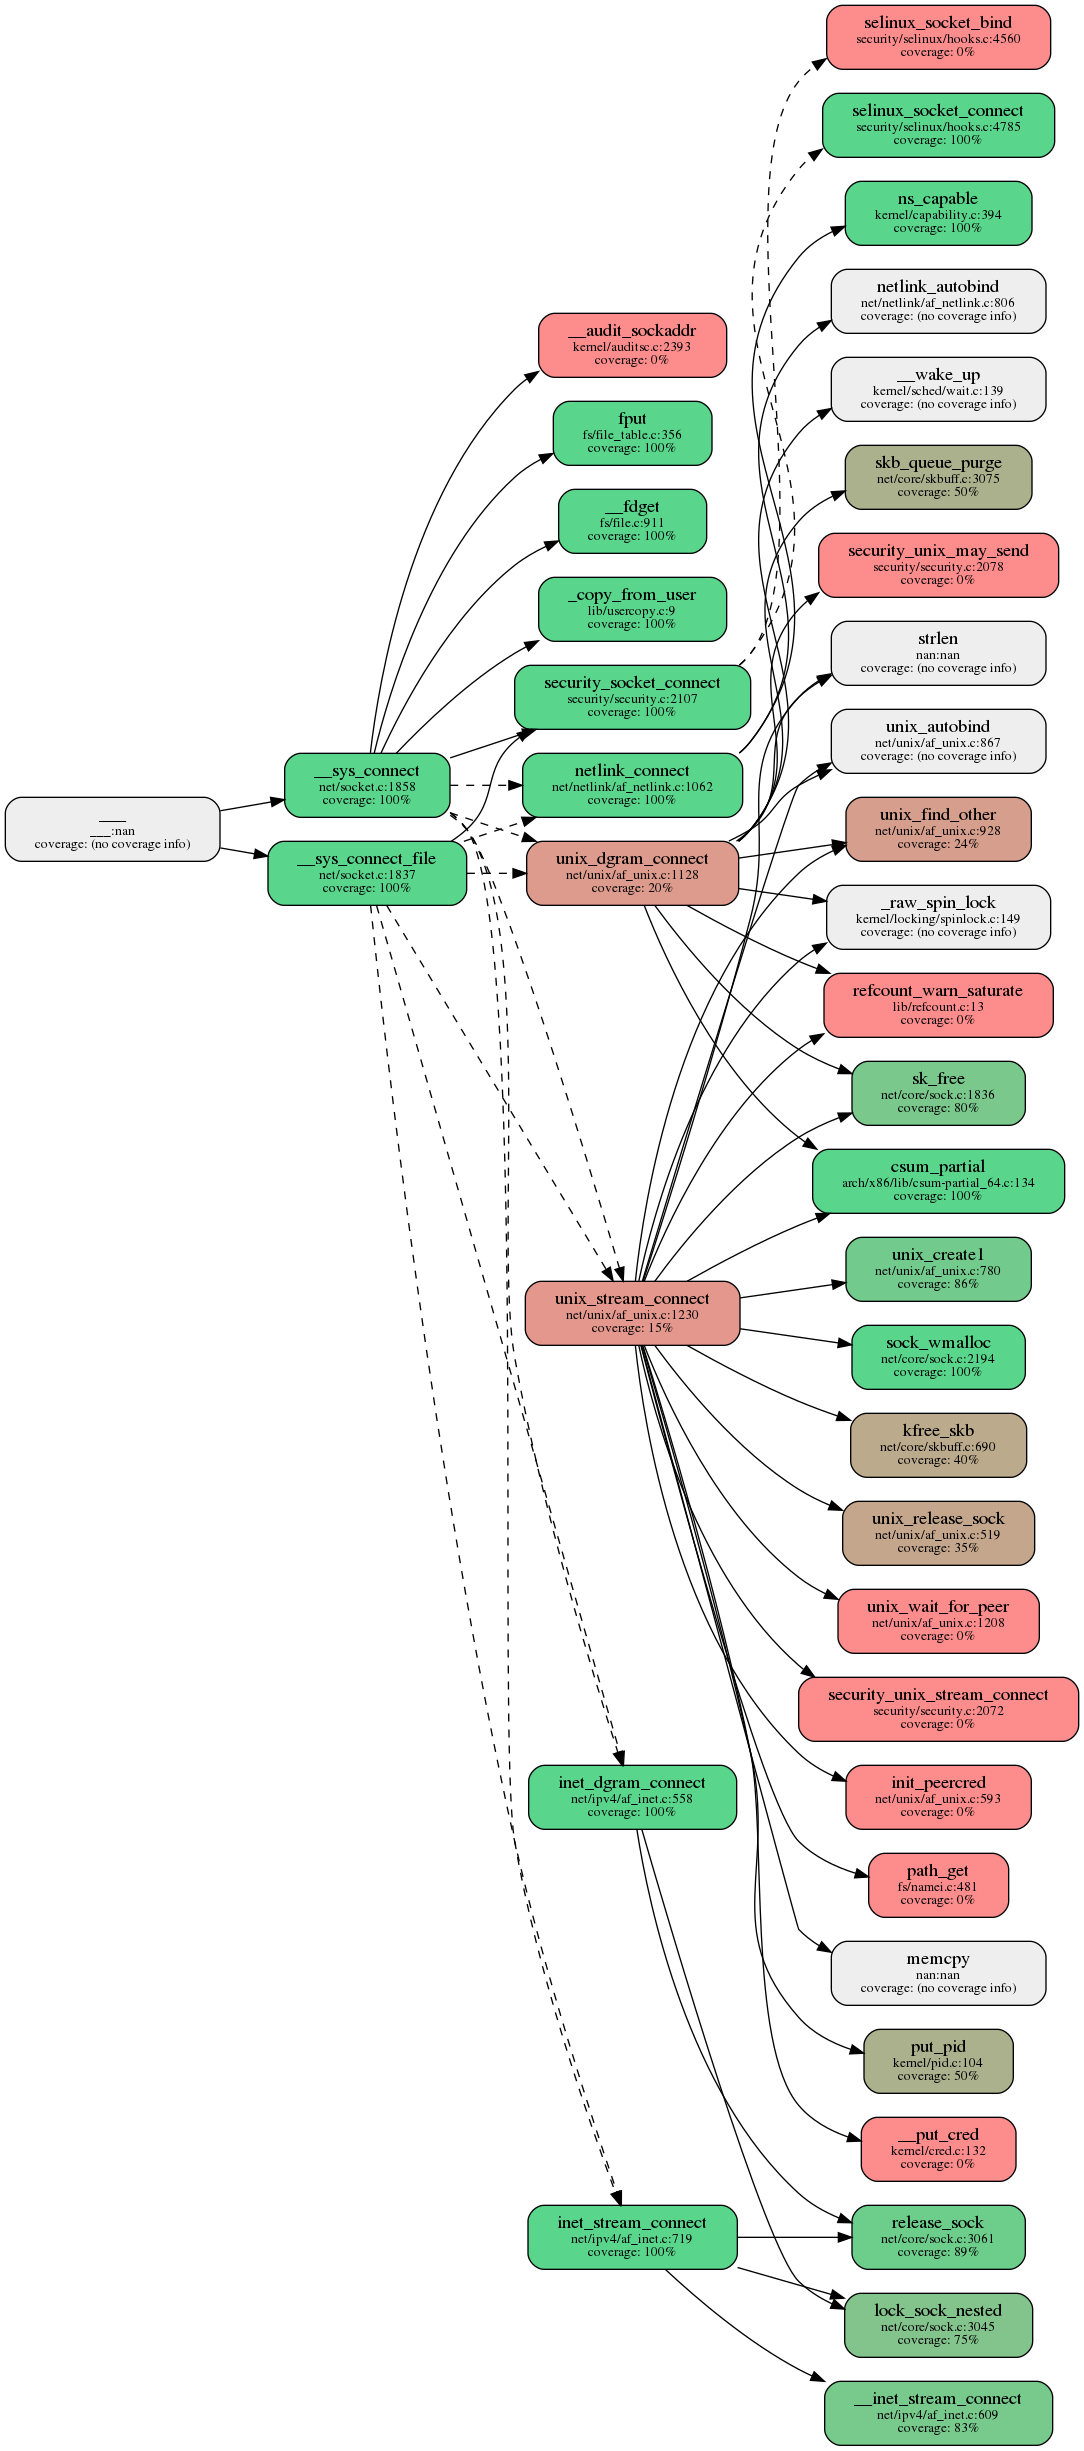 selinux_socket_bind
security/selinux/hooks.c:4560
coverage: 0%
selinux_socket_connect
security/selinux/hooks.c:4785
coverage: 100%
ns_capable
kernel/capability.c:394
coverage: 100%
netlink_autobind
net/netlink/af_netlink.c:806
coverage: (no coverage info)
__audit_sockaddr
kernel/auditsc.c:2393
coverage: 0%
__wake_up
kernel/sched/wait.c:139
coverage: (no coverage info)
fput
fs/file_table.c:356
coverage: 100%
skb_queue_purge
net/core/skbuff.c:3075
coverage: 50%
__fdget
fs/file.c:911
coverage: 100%
security_unix_may_send
security/security.c:2078
coverage: 0%
_copy_from_user
lib/usercopy.c:9
coverage: 100%
strlen
nan:nan
coverage: (no coverage info)
security_socket_connect
security/security.c:2107
coverage: 100%
unix_autobind
net/unix/af_unix.c:867
coverage: (no coverage info)
__sys_connect
net/socket.c:1858
coverage: 100%
netlink_connect
net/netlink/af_netlink.c:1062
coverage: 100%
____
___:nan
coverage: (no coverage info)
unix_find_other
net/unix/af_unix.c:928
coverage: 24%
__sys_connect_file
net/socket.c:1837
coverage: 100%
unix_dgram_connect
net/unix/af_unix.c:1128
coverage: 20%
_raw_spin_lock
kernel/locking/spinlock.c:149
coverage: (no coverage info)
refcount_warn_saturate
lib/refcount.c:13
coverage: 0%
sk_free
net/core/sock.c:1836
coverage: 80%
csum_partial
arch/x86/lib/csum-partial_64.c:134
coverage: 100%
unix_create1
net/unix/af_unix.c:780
coverage: 86%
unix_stream_connect
net/unix/af_unix.c:1230
coverage: 15%
sock_wmalloc
net/core/sock.c:2194
coverage: 100%
kfree_skb
net/core/skbuff.c:690
coverage: 40%
unix_release_sock
net/unix/af_unix.c:519
coverage: 35%
unix_wait_for_peer
net/unix/af_unix.c:1208
coverage: 0%
security_unix_stream_connect
security/security.c:2072
coverage: 0%
inet_dgram_connect
net/ipv4/af_inet.c:558
coverage: 100%
init_peercred
net/unix/af_unix.c:593
coverage: 0%
path_get
fs/namei.c:481
coverage: 0%
memcpy
nan:nan
coverage: (no coverage info)
put_pid
kernel/pid.c:104
coverage: 50%
__put_cred
kernel/cred.c:132
coverage: 0%
inet_stream_connect
net/ipv4/af_inet.c:719
coverage: 100%
release_sock
net/core/sock.c:3061
coverage: 89%
lock_sock_nested
net/core/sock.c:3045
coverage: 75%
__inet_stream_connect
net/ipv4/af_inet.c:609
coverage: 83%